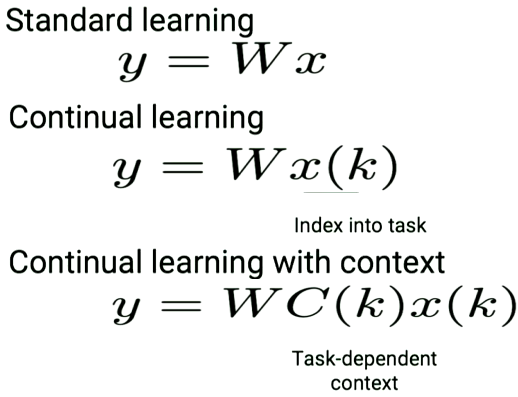 Standard learning
y = Wx
Continual learning
y = Wx(k)
Index into task
Continual learning with context
y = WC(k)x(k)
Task-dependent
context